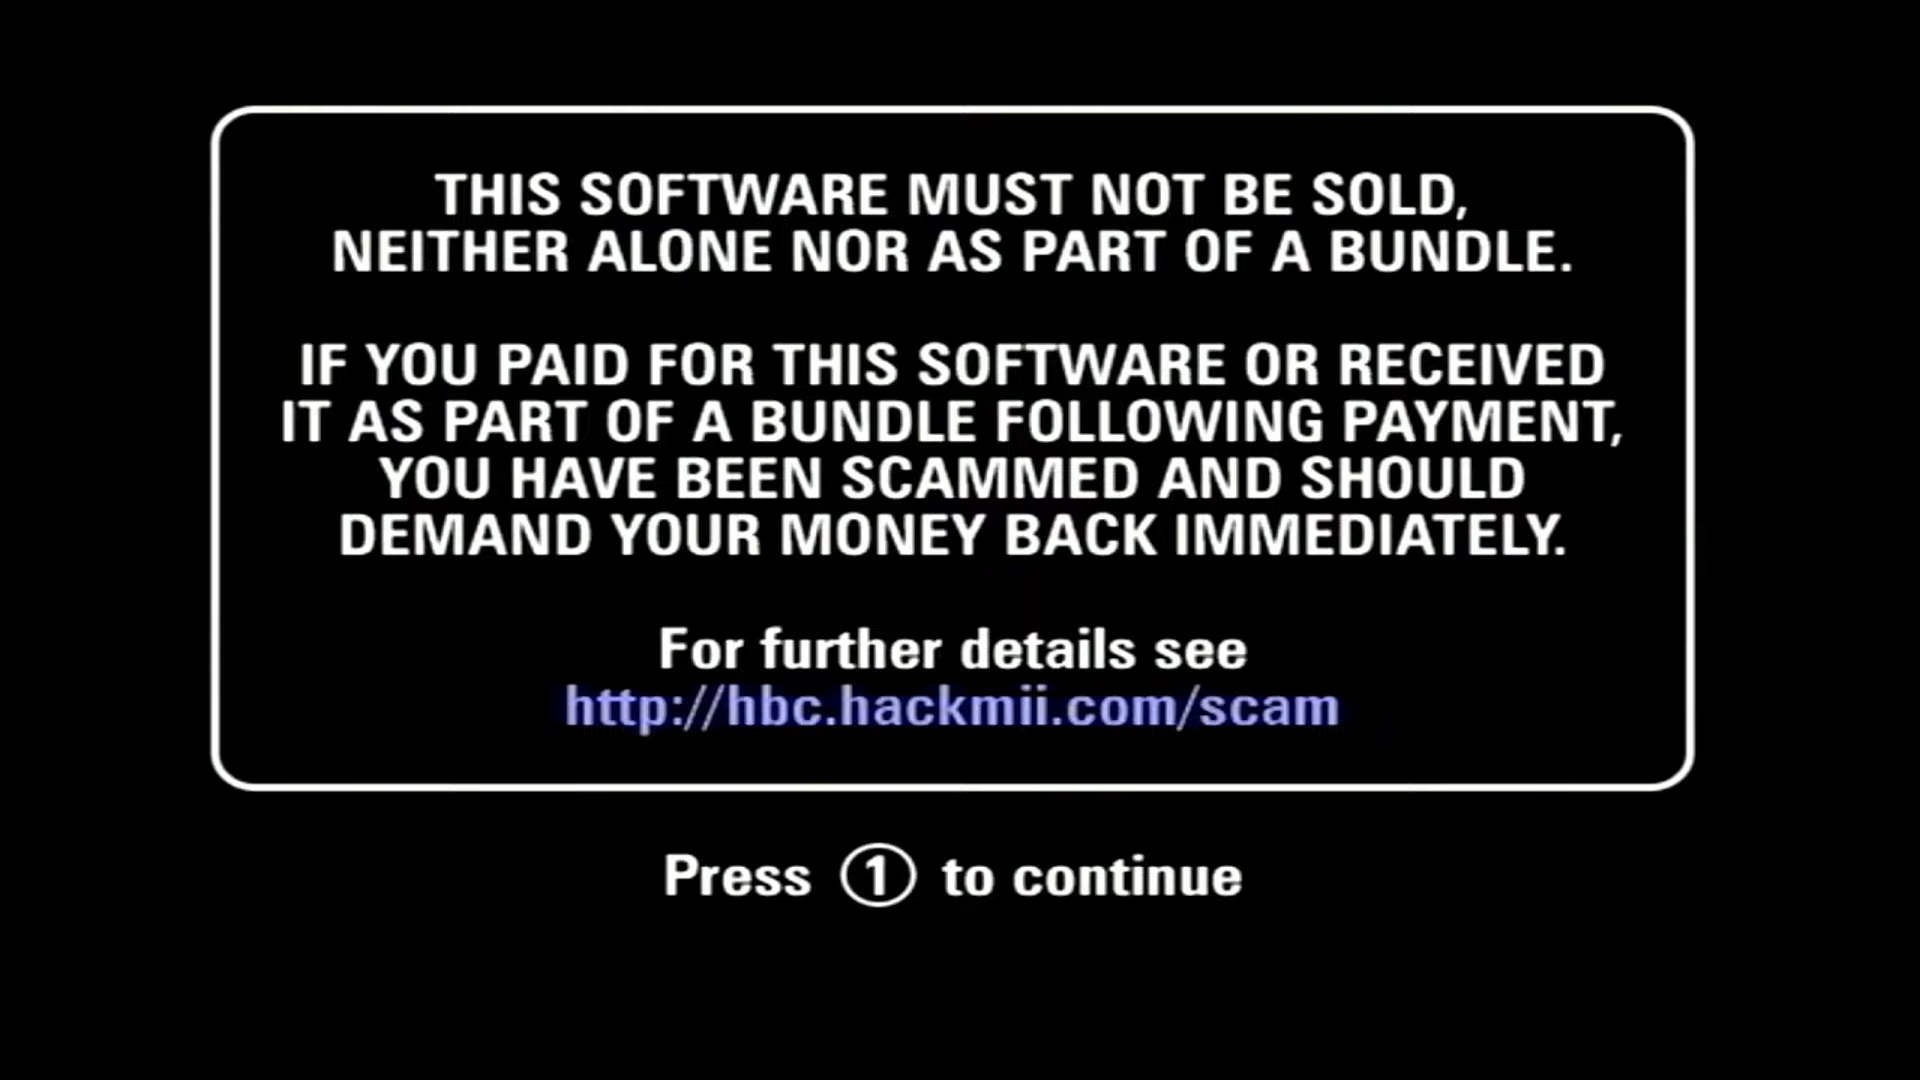 THIS SOFTWARE MUST NOT BE SOLD,
NEITHER ALONE NOR AS PART OF A BUNDLE.
IF YOU PAID FOR THIS SOFTWARE OR RECEIVED
IT AS PART OF A BUNDLE FOLLOWING PAYMENT,
YOU HAVE BEEN SCAMMED AND SHOULD
DEMAND YOUR MONEY BACK IMMEDIATELY.
For further details see
http://hbc.hackmii.com/scam
Press 1 to continue